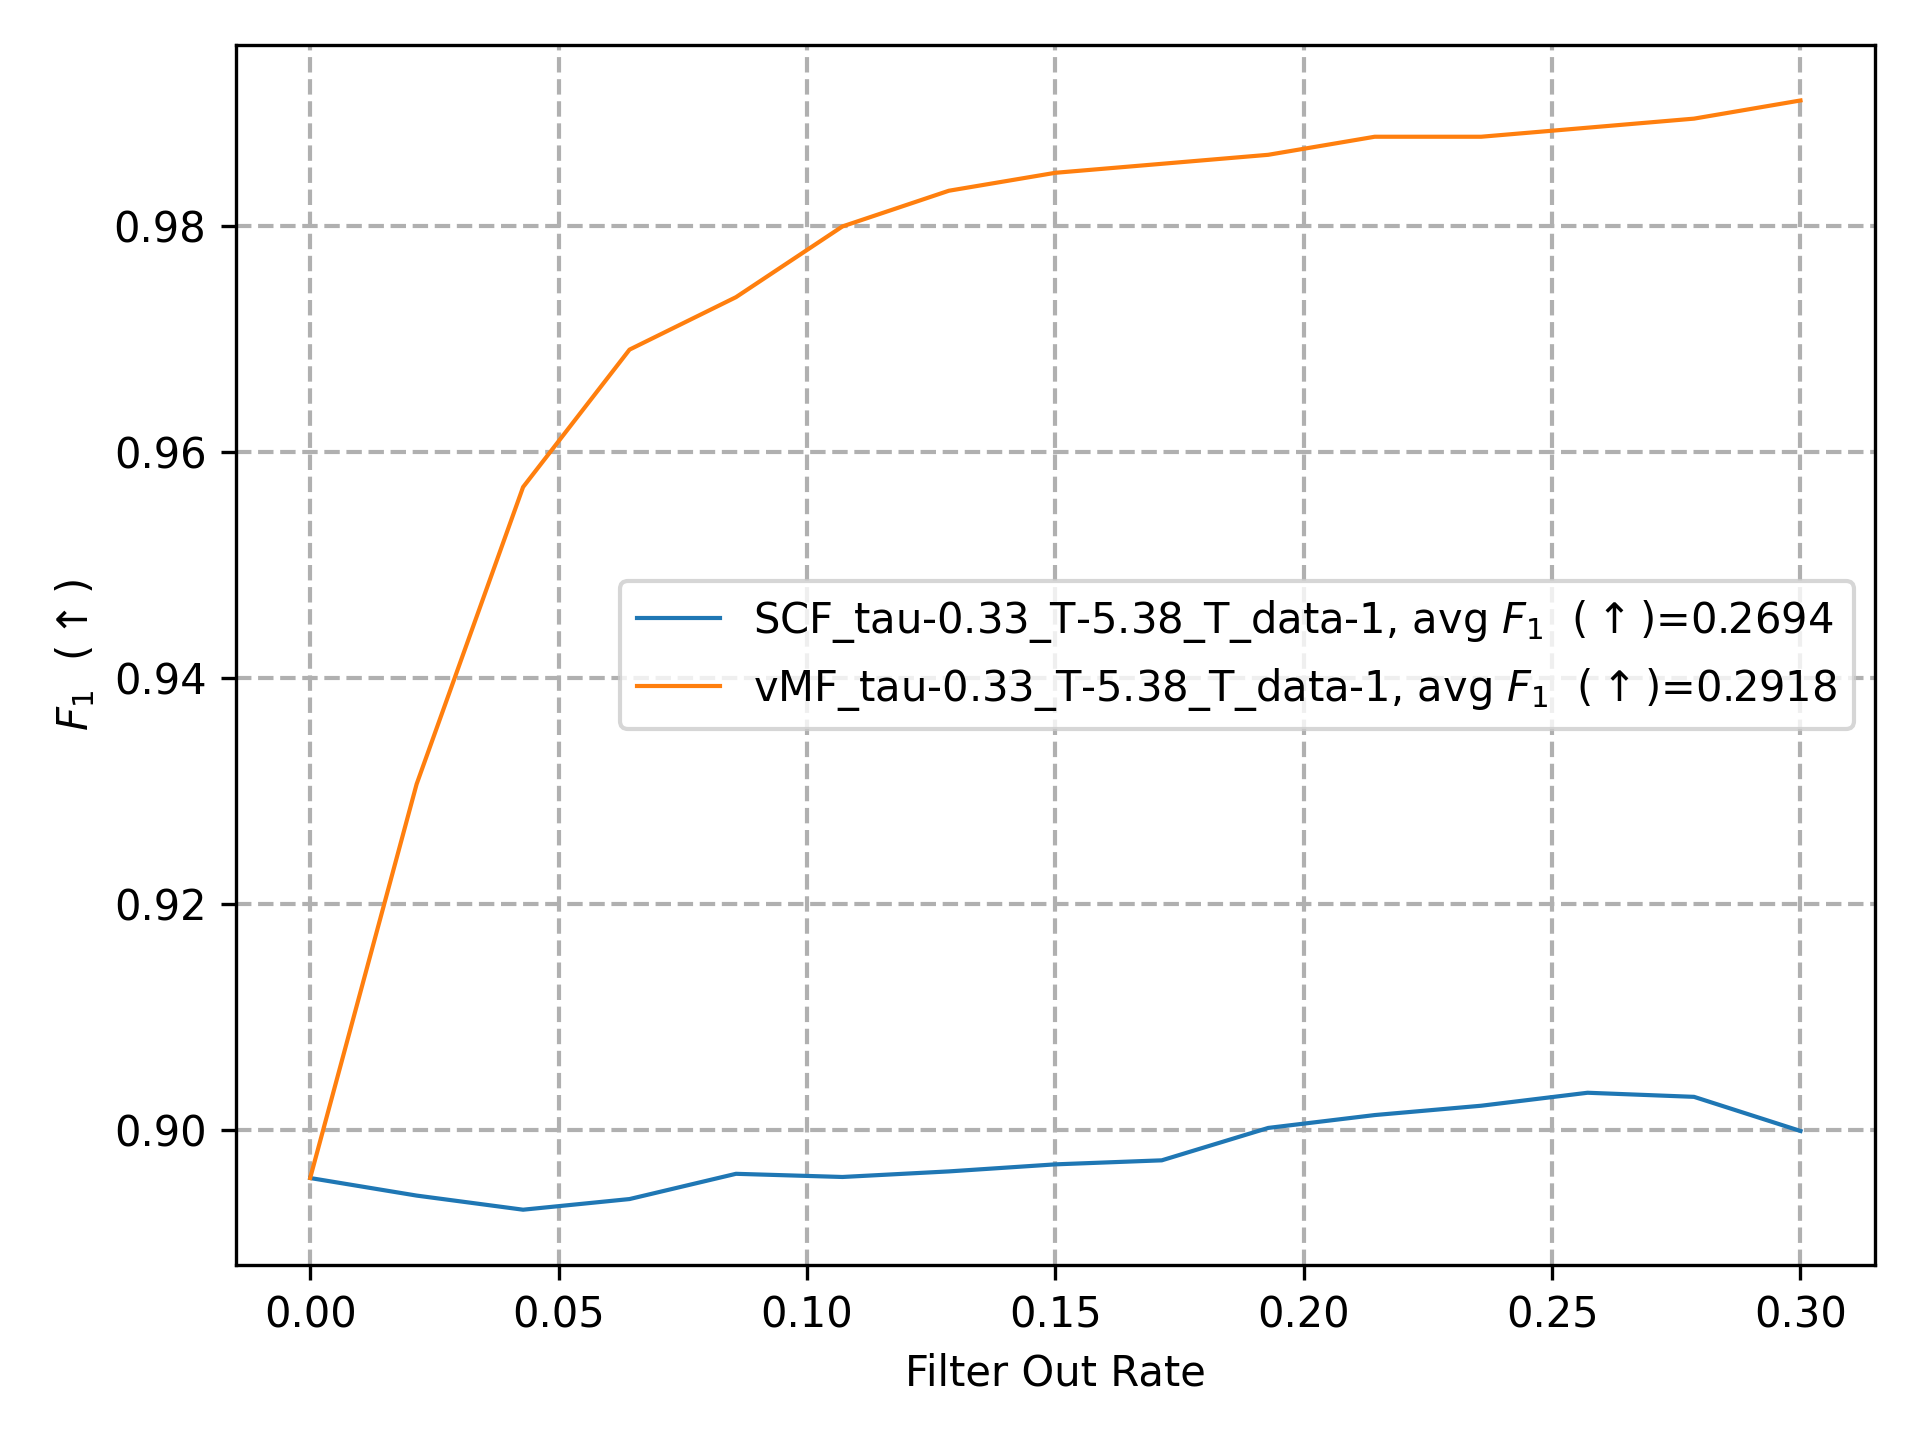 F₁ (↑)
0.98
0.96
0.94
0.92
0.90
SCF_tau-0.33_T-5.38_T_data-1, avg F₁ (↑)=0.2694
vMF_tau-0.33_T-5.38_T_data-1, avg F₁ (↑)=0.2918
0.00 0.05 0.10 0.15 0.20 0.25 0.30
Filter Out Rate